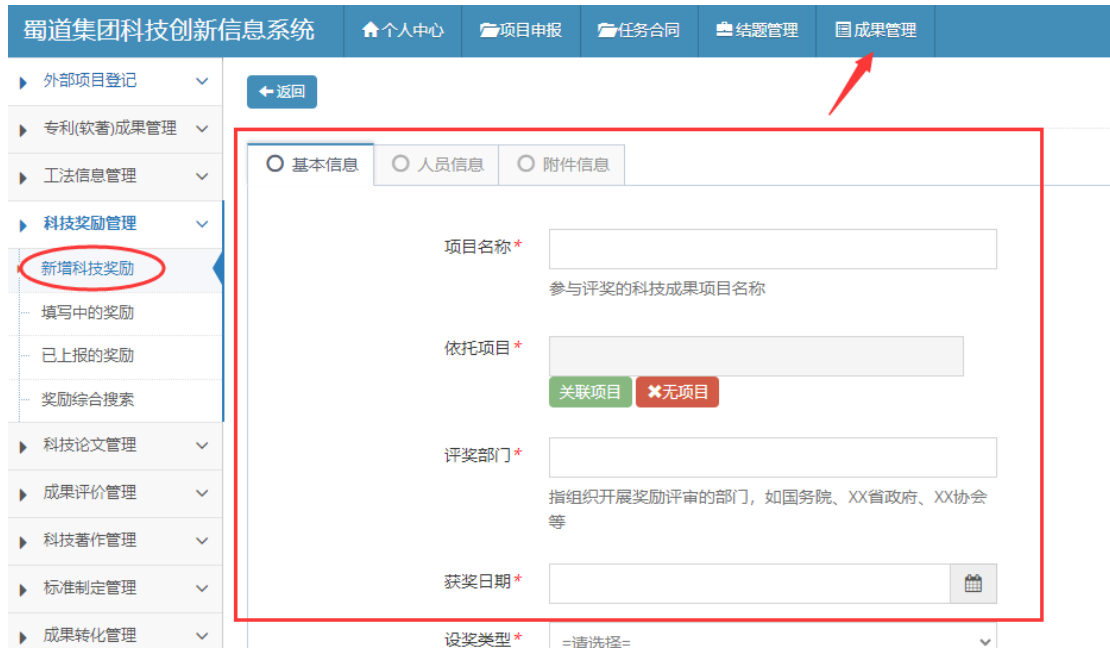 蜀道集团科技创新信息系统
个人中心
项目申报
任务合同
结题管理
成果管理
外部项目登记
专利(软著)成果管理
工法信息管理
科技奖励管理
新增科技奖励
填写中的奖励
已上报的奖励
奖励综合搜素
科技论文管理
成果评价管理
科技著作管理
标准制定管理
成果转化管理
返回
基本信息
人员信息
附件信息
项目名称*
参与评奖的科技成果项目名称
依托项目*
关联项目
无项目
评奖部门*
指组织开展奖励评审的部门，如国务院、XX省政府、XX协会
等
获奖日期*
设奖类型*
=请选择=